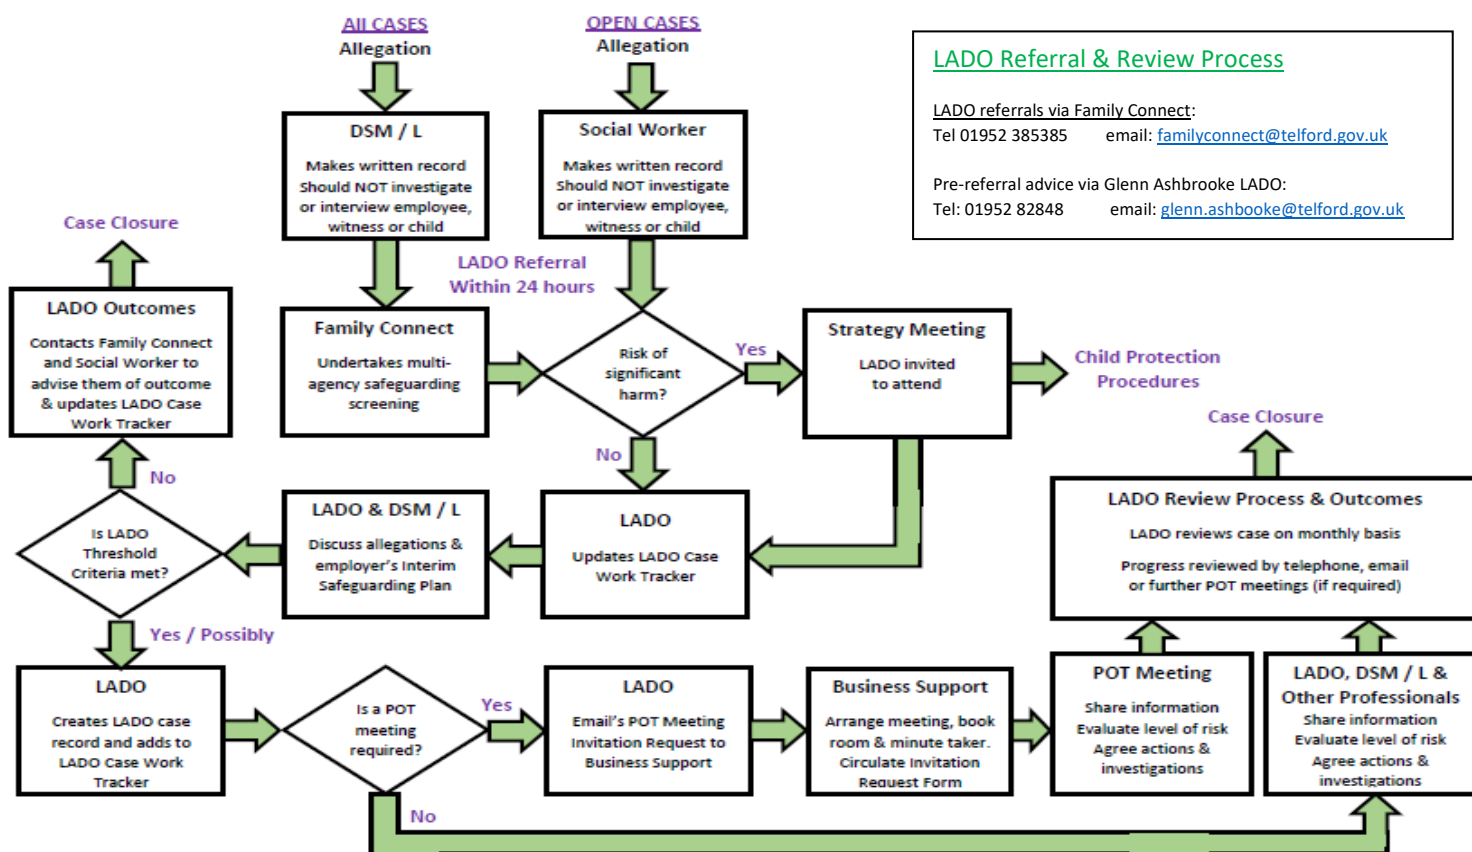 All CASES
Allegation
OPEN CASES
Allegation
LADO Referral & Review Process
LADO referrals via Family Connect:
Tel 01952 385385 email: familyconnect@telford.gov.uk
Pre-referral advice via Glenn Ashbrooke LADO:
Tel: 01952 82848 email: glenn.ashbooke@telford.gov.uk
DSM / L
Makes written record
Should NOT investigate
or interview employee,
witness or child
Social Worker
Makes written record
Should NOT investigate
or interview employee,
witness or child
LADO Referral
Within 24 hours
Family Connect
Undertakes multi-
agency safeguarding
screening
Risk of
significant
harm?
Yes
Strategy Meeting
LADO invited
to attend
Child Protection
Procedures
No
LADO
Updates LADO Case
Work Tracker
LADO & DSM / L
Discuss allegations &
employer's Interim
Safeguarding Plan
Is LADO
Threshold
Criteria met?
No
LADO Outcomes
Contacts Family Connect
and Social Worker to
advise them of outcome
& updates LADO Case
Work Tracker
Case Closure
Yes / Possibly
LADO
Creates LADO case
record and adds to
LADO Case Work
Tracker
Is a POT
meeting
required?
Yes
LADO
Email's POT Meeting
Invitation Request to
Business Support
Business Support
Arrange meeting, book
room & minute taker.
Circulate Invitation
Request Form
POT Meeting
Share information
Evaluate level of risk
Agree actions &
investigations
No
LADO, DSM / L &
Other Professionals
Share information
Evaluate level of risk
Agree actions &
investigations
LADO Review Process & Outcomes
LADO reviews case on monthly basis
Progress reviewed by telephone, email
or further POT meetings (if required)
Case Closure